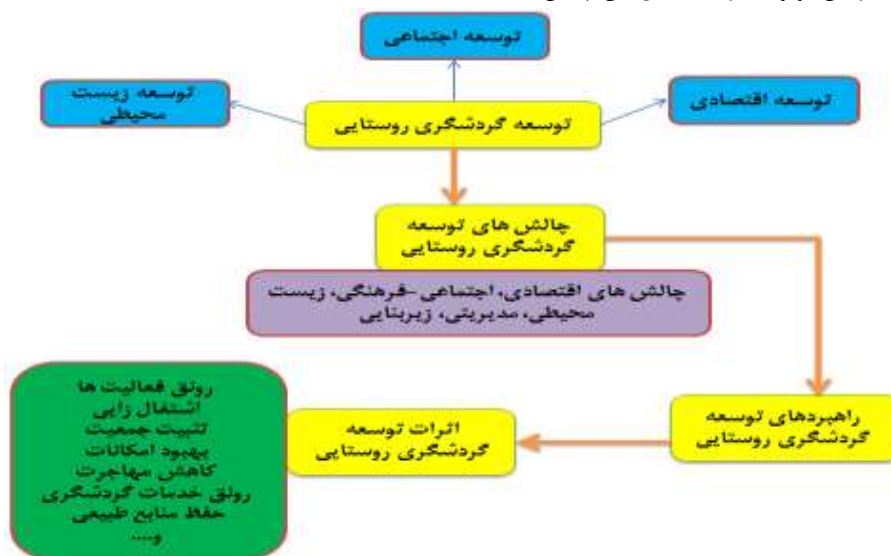 توسعه اجتماعی
توسعه اقتصادی
توسعه زیست
محیطی
توسعه گردشگری روستایی
چالش های توسعه
گردشگری روستایی
چالش های اقتصادی، اجتماعی -فرهنگی، زیست
محیطی، مدیریتی، زیربنایی
راهبردهای توسعه
گردشگری روستایی
اثرات توسعه
گردشگری روستایی
رونق فعالیت ها
اشتغال زایی
تثبیت جمعیت
بهبود امکانات
کاهش مهاجرت
رونق خدمات گردشگری
حفظ منابع طبیعی
و....